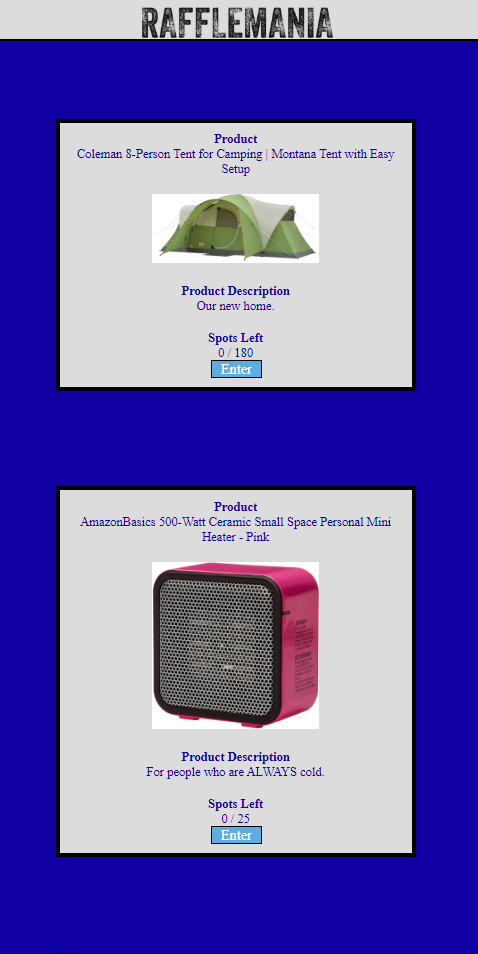 RAFFLEMANIA
Product
Coleman 8-Person Tent for Camping | Montana Tent with Easy
Setup
Product Description
Our new home.
Spots Left
0 / 180
Enter
Product
AmazonBasics 500-Watt Ceramic Small Space Personal Mini
Heater - Pink
Product Description
For people who are ALWAYS cold.
Spots Left
0 / 25
Enter